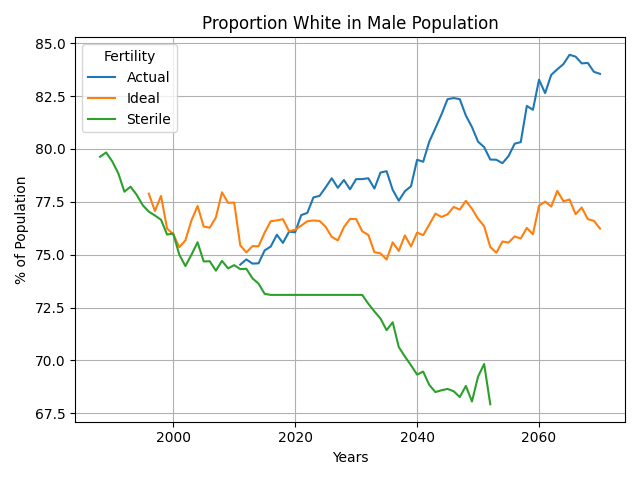 Proportion White in Male Population
85.0
82.5
80.0
77.5
75.0
72.5
70.0
67.5
% of Population
Fertility
Actual
Ideal
Sterile
2000
2020
2040
2060
Years